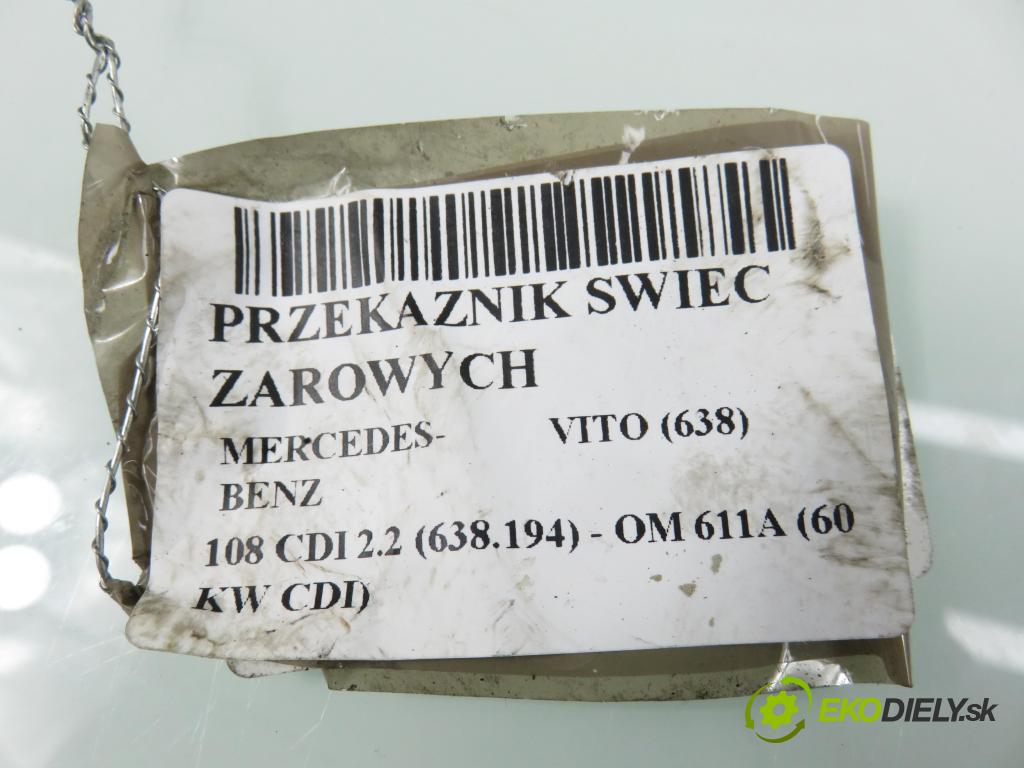 PRZEKAZNIK SWIEC
ZAROWYCH
MERCEDES- VITO (638)
BENZ
108 CDI 2.2 (638.194) - OM 611A (60
KW CDI)
EKODIELY.sk